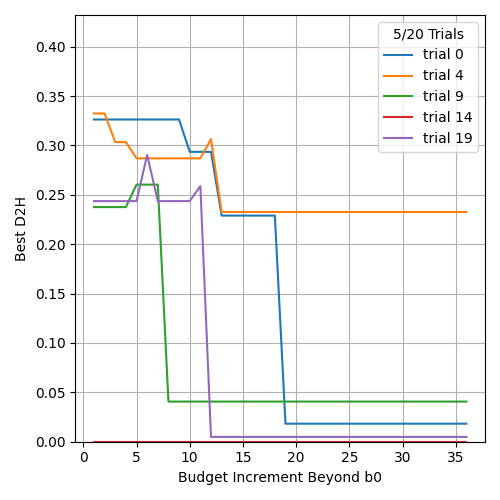 5/20 Trials
trial 0
trial 4
trial 9
trial 14
trial 19
Best D2H
0.40
0.35
0.30
0.25
0.20
0.15
0.10
0.05
0.00
0 5 10 15 20 25 30 35
Budget Increment Beyond b0